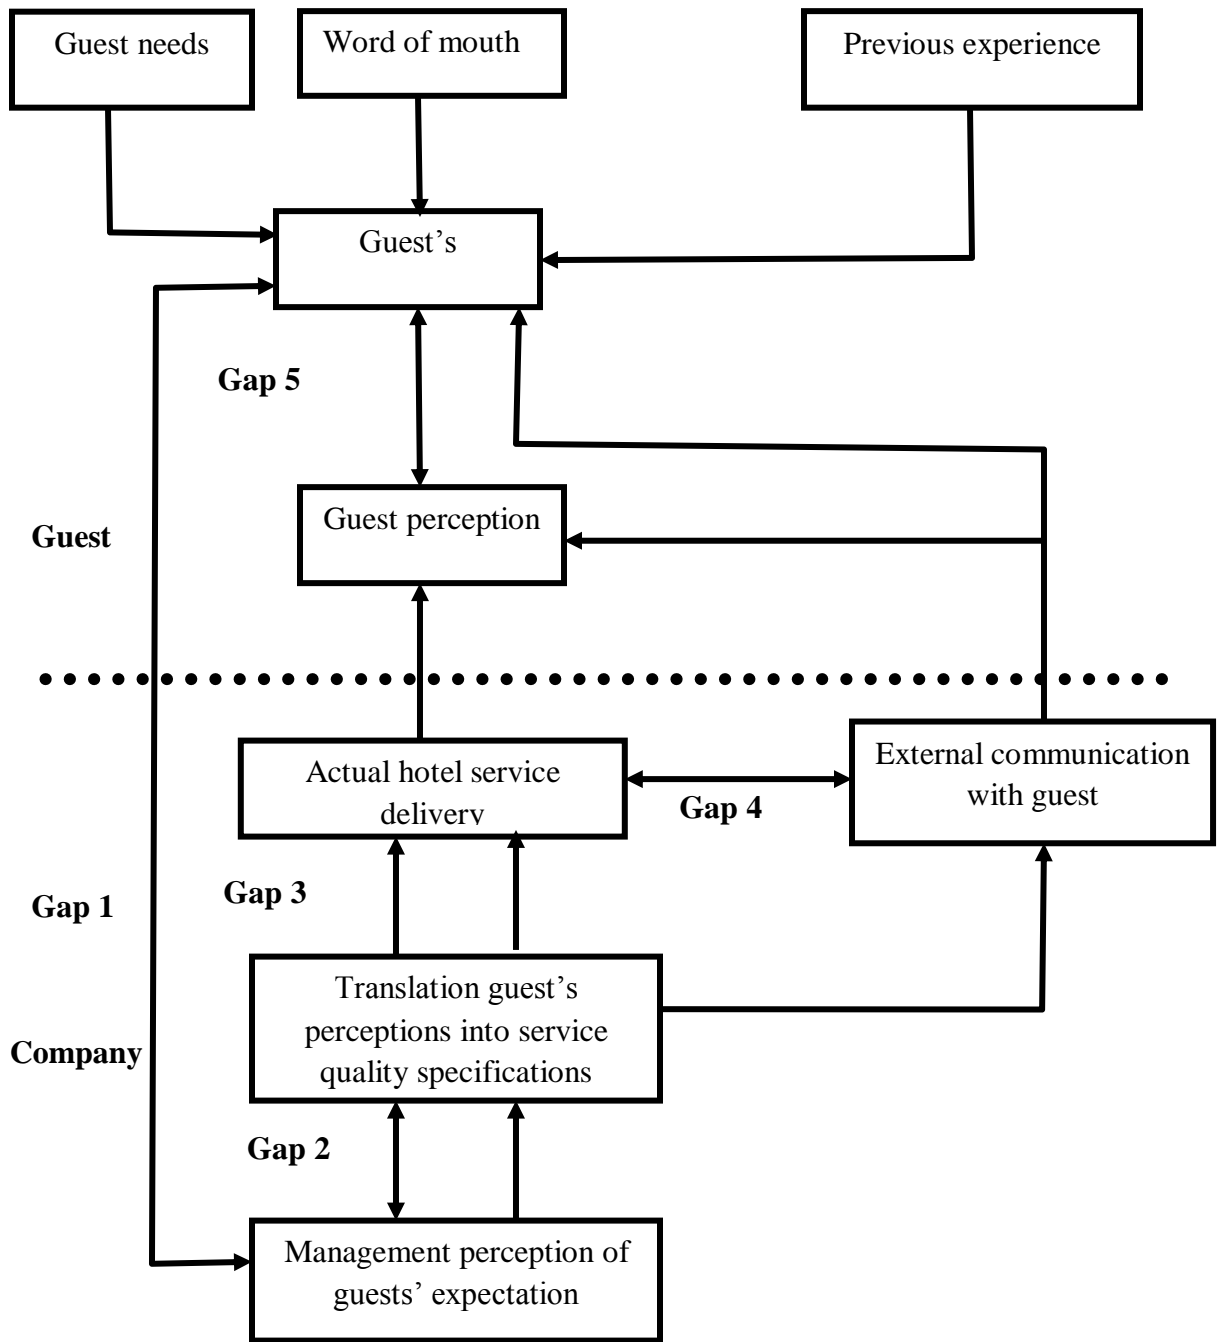 Guest needs
Word of mouth
Previous experience
Guest’s
Gap 5
Guest perception
Guest
Actual hotel service
delivery
External communication
with guest
Gap 4
Gap 3
Gap 1
Translation guest’s
perceptions into service
quality specifications
Company
Gap 2
Management perception of
guests’ expectation